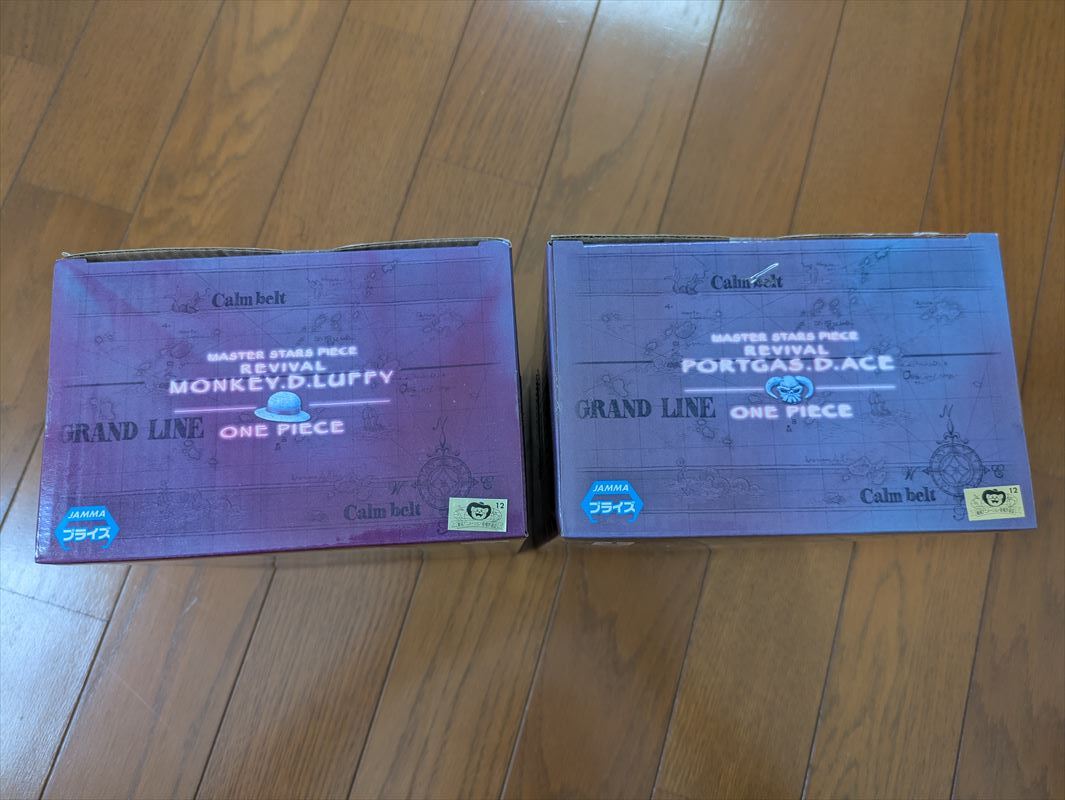 Calm belt
MASTER STARS PIECE
REVIVAL
MONKEY.D.LUFFY
GRAND LINE
ONE PIECE
N
W
E
Calm belt
JAMMA
プライズ
12
Calm belt
MASTER STARS PIECE
REVIVAL
PORTGAS.D.ACE
GRAND LINE
ONE PIECE
N
W
E
Calm belt
JAMMA
プライズ
12